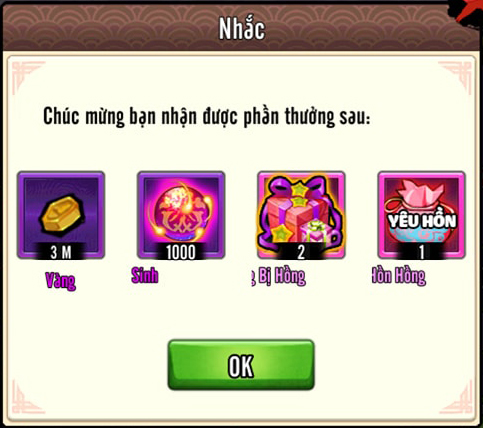 Nhắc
Chúc mừng bạn nhận được phần thưởng sau:
YÊU HỒN
3 M
1000
2
1
Vàng
Sính
Bị Hồng
Hồn Hồng
OK